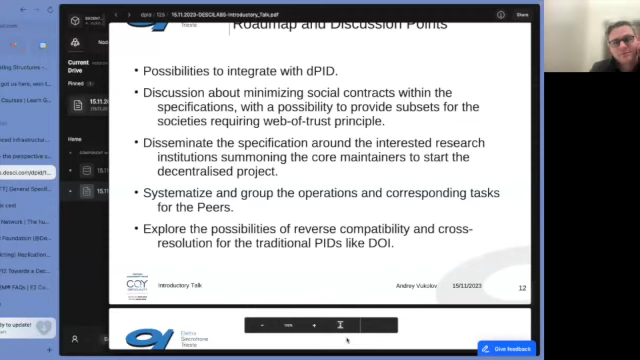 15.11.2023-DESCILABS-Introductory_Talk.pdf
Share
Roadmap and Discussion Points
Current
Drive
Pinned
Home
• Possibilities to integrate with dPID.
• Discussion about minimizing social contracts within the
specifications, with a possibility to provide subsets for the
societies requiring web-of-trust principle.
• Disseminate the specification around the interested research
institutions summoning the core maintainers to start the
decentralised project.
• Systematize and group the operations and corresponding tasks
for the Peers.
• Explore the possibilities of reverse compatibility and cross-
resolution for the traditional PIDs like DOI.
Introductory Talk
Andrey Vukolov
15/11/2023
12
Elettra
Sincrotrone
Trieste
Give feedback